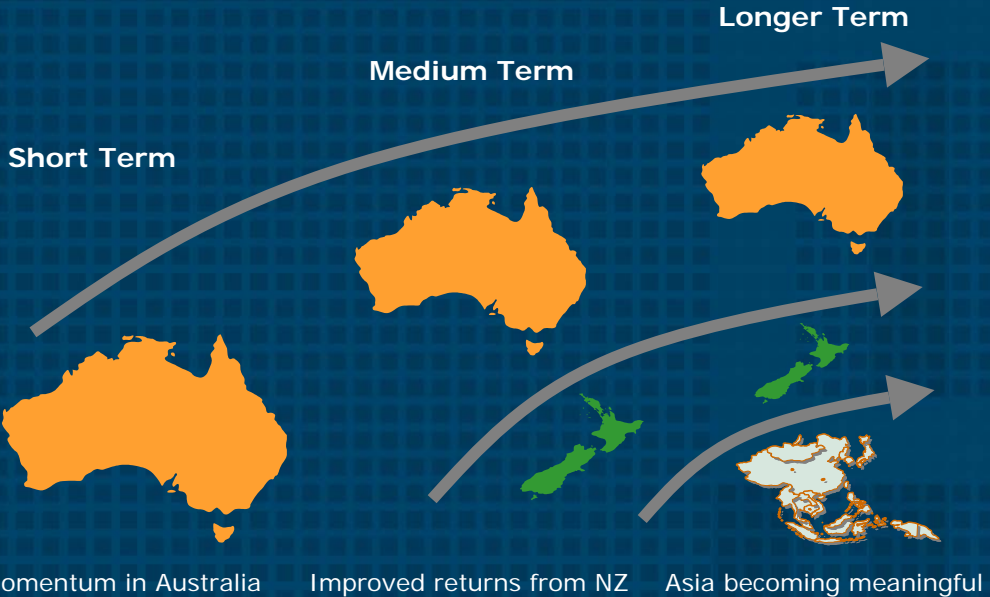 Longer Term
Medium Term
Short Term
omentum in Australia
Improved returns from NZ
Asia becoming meaningful